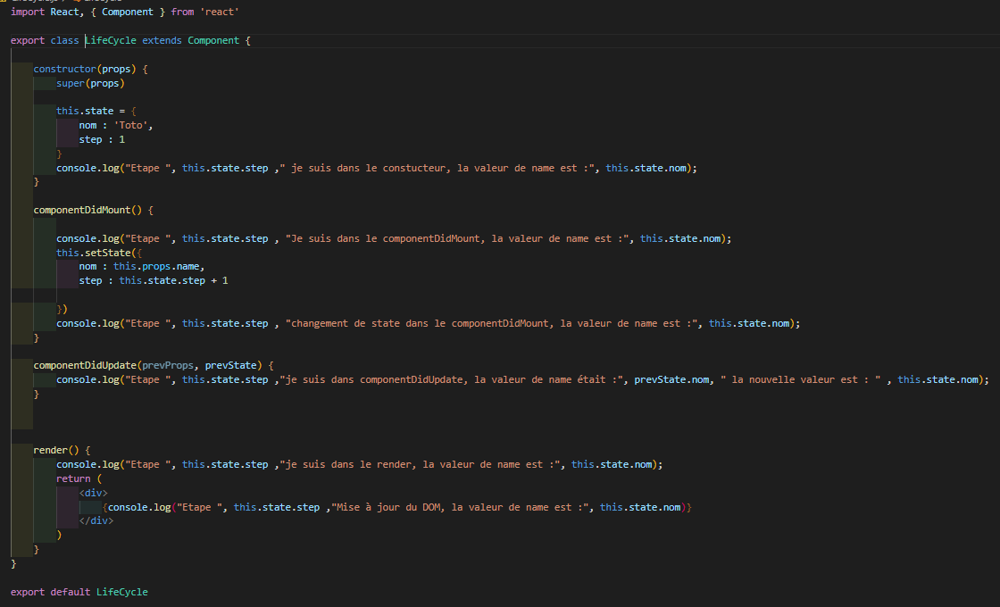 import React, { Component } from 'react'
export class LifeCycle extends Component {
constructor(props) {
super(props)
this.state = {
nom : 'Toto',
step : 1
}
console.log("Etape ", this.state.step ," je suis dans le constucteur, la valeur de name est :", this.state.nom);
}
componentDidMount() {
console.log("Etape ", this.state.step , "Je suis dans le componentDidMount, la valeur de name est :", this.state.nom);
this.setState({
nom : this.props.name,
step : this.state.step + 1
})
console.log("Etape ", this.state.step , "changement de state dans le componentDidMount, la valeur de name est :", this.state.nom);
}
componentDidUpdate(prevProps, prevState) {
console.log("Etape ", this.state.step ,"je suis dans componentDidUpdate, la valeur de name était :", prevState.nom, " la nouvelle valeur est : " , this.state.nom);
}
render() {
console.log("Etape ", this.state.step ,"je suis dans le render, la valeur de name est :", this.state.nom);
return (
<div>
{console.log("Etape ", this.state.step ,"Mise à jour du DOM, la valeur de name est :", this.state.nom)}
</div>
)
}
}
export default LifeCycle